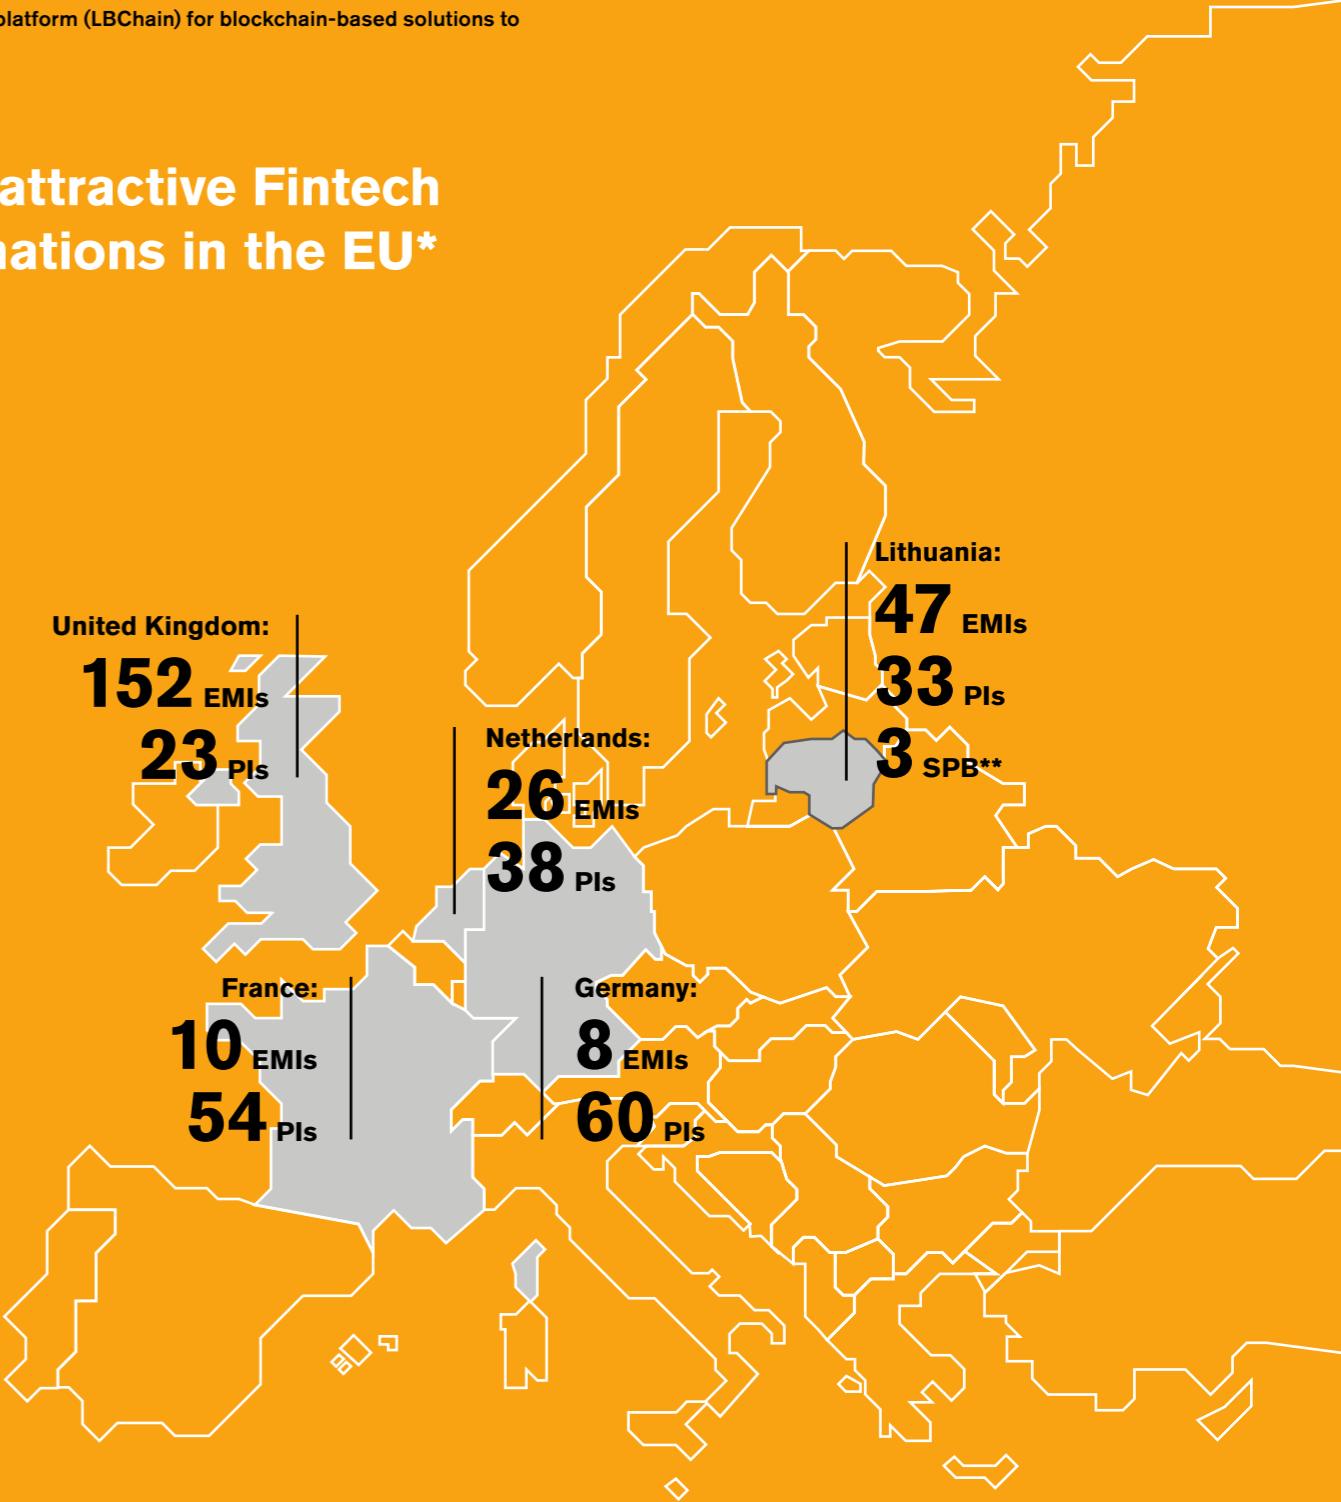 platform (LBChain) for blockchain-based solutions to
attractive Fintech
nations in the EU*
Lithuania:
47 EMIs
33 PIs
3 SPB**
United Kingdom:
152 EMIs
23 PIs
Netherlands:
26 EMIs
38 PIs
France:
10 EMIs
54 PIs
Germany:
8 EMIs
60 PIs